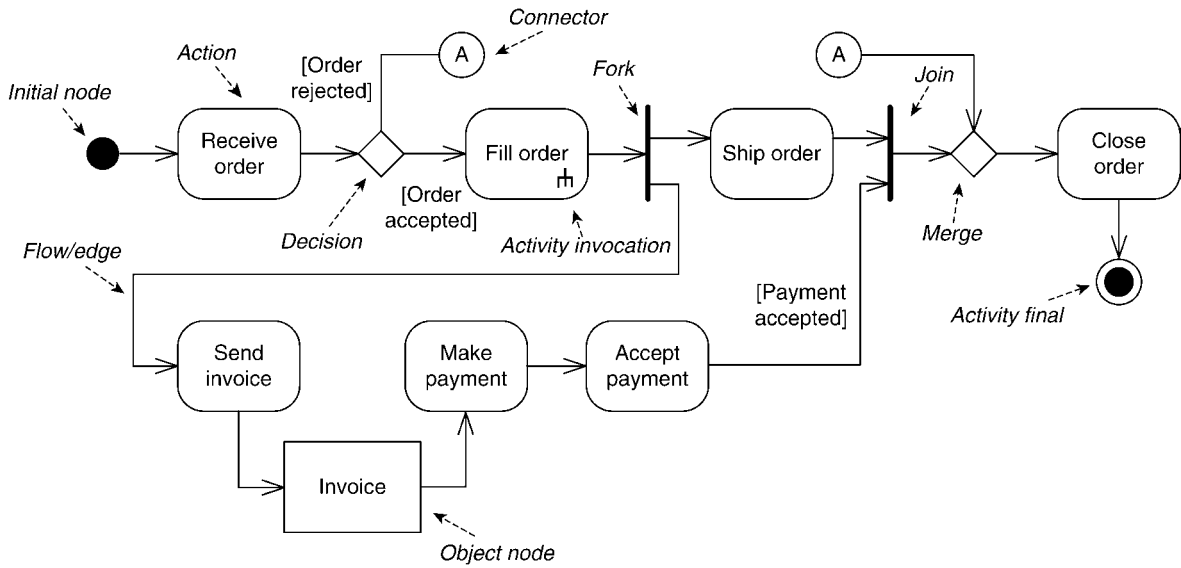 Connector
Action
A
A
[Order
rejected]
Fork
Join
Initial node
Receive
order
Fill order
Ship order
Close
order
[Order
accepted]
Decision
Activity invocation
Merge
Flow/edge
[Payment
accepted]
Activity final
Send
invoice
Make
payment
Accept
payment
Invoice
Object node